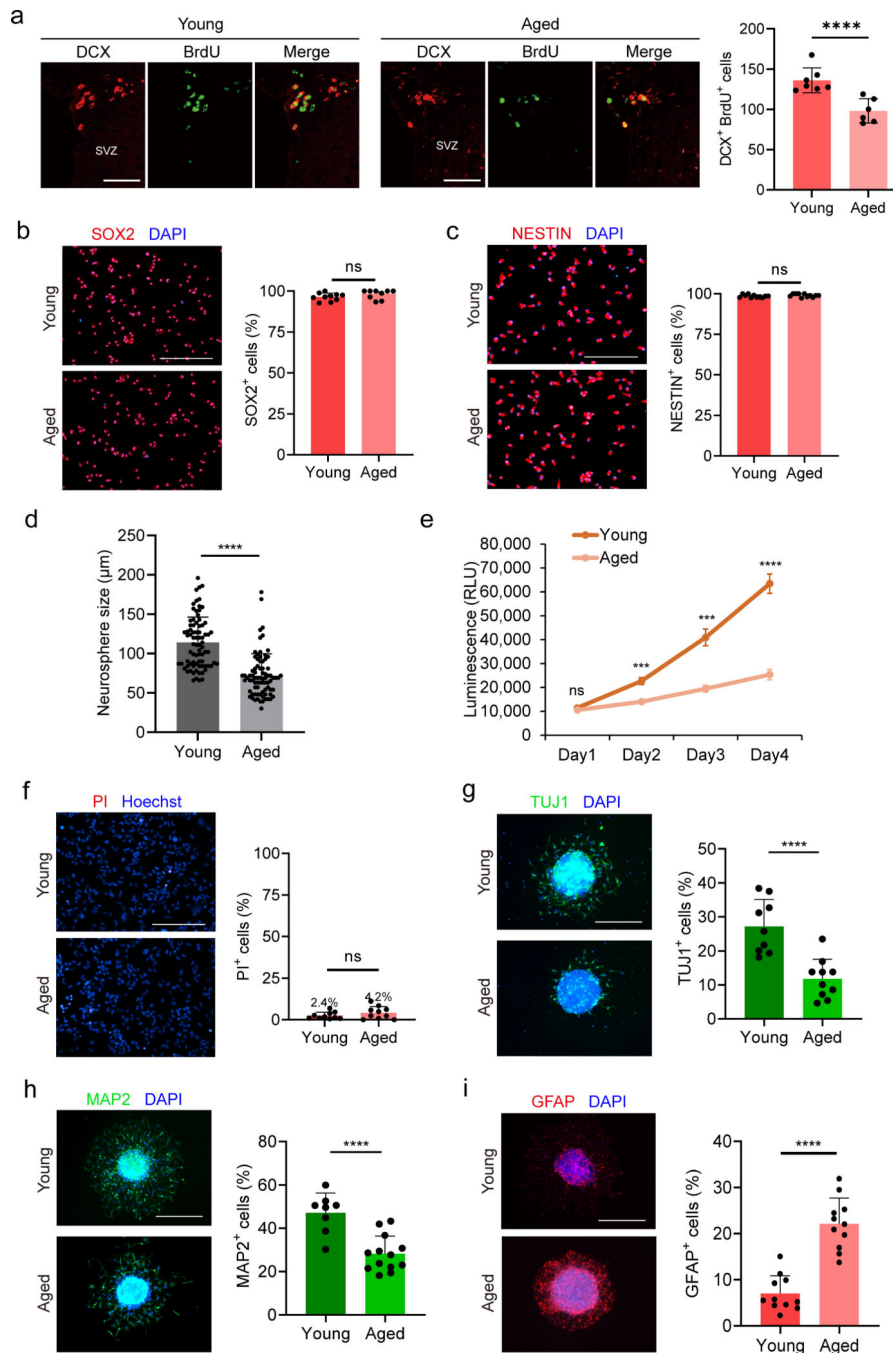 a
Young
Aged
DCX BrdU Merge
DCX BrdU Merge
SVZ
SVZ
DCX⁺ BrdU⁺ cells
200
150
100
50
0
****
Young Aged
b
SOX2 DAPI
Young
Aged
SOX2⁺ cells (%)
100
75
50
25
0
ns
Young Aged
c
NESTIN DAPI
Young
Aged
NESTIN⁺ cells (%)
100
75
50
25
0
ns
Young Aged
d
Neurosphere size (μm)
250
200
150
100
50
0
****
Young Aged
e
Young
Aged
Luminescence (RLU)
80,000
70,000
60,000
50,000
40,000
30,000
20,000
10,000
0
ns
***
***
****
Day1 Day2 Day3 Day4
f
PI Hoechst
Young
Aged
PI⁺ cells (%)
100
75
50
25
0
ns
2.4% 4.2%
Young Aged
g
TUJ1 DAPI
Young
Aged
TUJ1⁺ cells (%)
50
40
30
20
10
0
****
Young Aged
h
MAP2 DAPI
Young
Aged
MAP2⁺ cells (%)
80
60
40
20
0
****
Young Aged
i
GFAP DAPI
Young
Aged
GFAP⁺ cells (%)
40
30
20
10
0
****
Young Aged